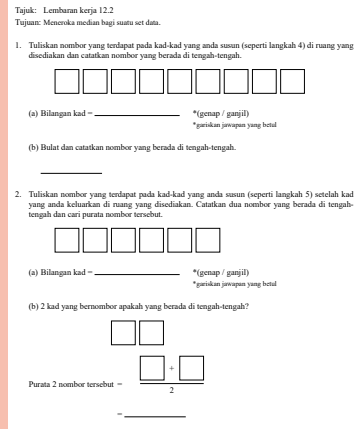 Tajuk: Lembaran kerja 12.2
Tujuan: Meneroka median bagi suatu set data.
1. Tuliskan nombor yang terdapat pada kad-kad yang anda susun (seperti langkah 4) di ruang yang
disediakan dan catatkan nombor yang berada di tengah-tengah.
(a) Bilangan kad = *(genap / ganjil)
*gariskan jawapan yang betul
(b) Bulat dan catatkan nombor yang berada di tengah-tengah.
2. Tuliskan nombor yang terdapat pada kad-kad yang anda susun (seperti langkah 5) setelah kad
yang anda keluarkan di ruang yang disediakan. Catatkan dua nombor yang berada di tengah-
tengah dan cari purata nombor tersebut.
(a) Bilangan kad = *(genap / ganjil)
*gariskan jawapan yang betul
(b) 2 kad yang bernombor apakah yang berada di tengah-tengah?
+
Purata 2 nombor tersebut =
2
=